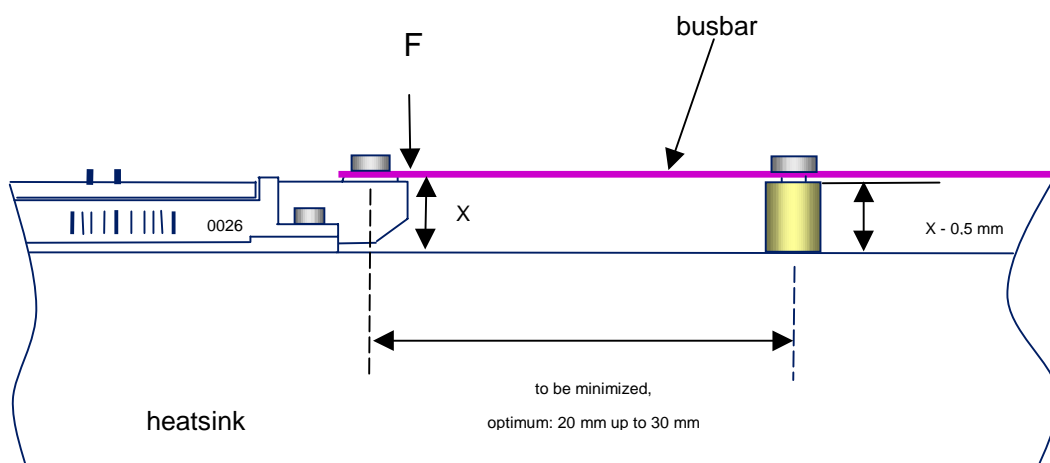 busbar
F
X
0026
X - 0.5 mm
to be minimized,
optimum: 20 mm up to 30 mm
heatsink